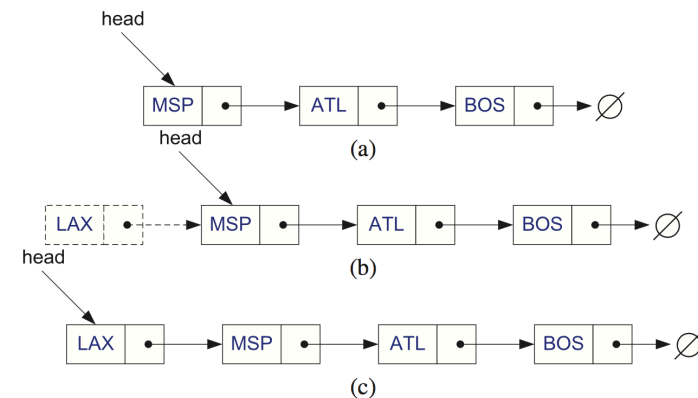 head
MSP ATL BOS ∅
head
(a)
LAX MSP ATL BOS ∅
head
(b)
LAX MSP ATL BOS ∅
(c)